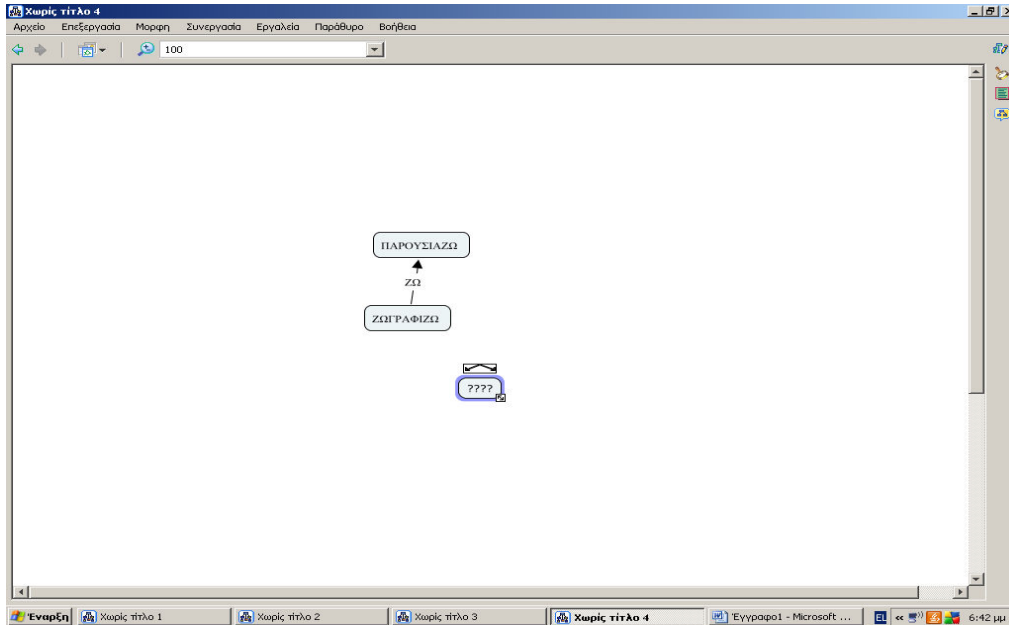 Χωρίς τίτλο 4
Αρχείο Επεξεργασία Μορφη Συνεργασία Εργαλεία Παράθυρο Βοήθεια
100
ΠΑΡΟΥΣΙΑΖΩ
ΖΩ
ΖΩΓΡΑΦΙΖΩ
????
Έναρξη Χωρίς τίτλο 1 Χωρίς τίτλο 2 Χωρίς τίτλο 3 Χωρίς τίτλο 4 Έγγραφο1 - Microsoft ... EL « 6:42 μμ